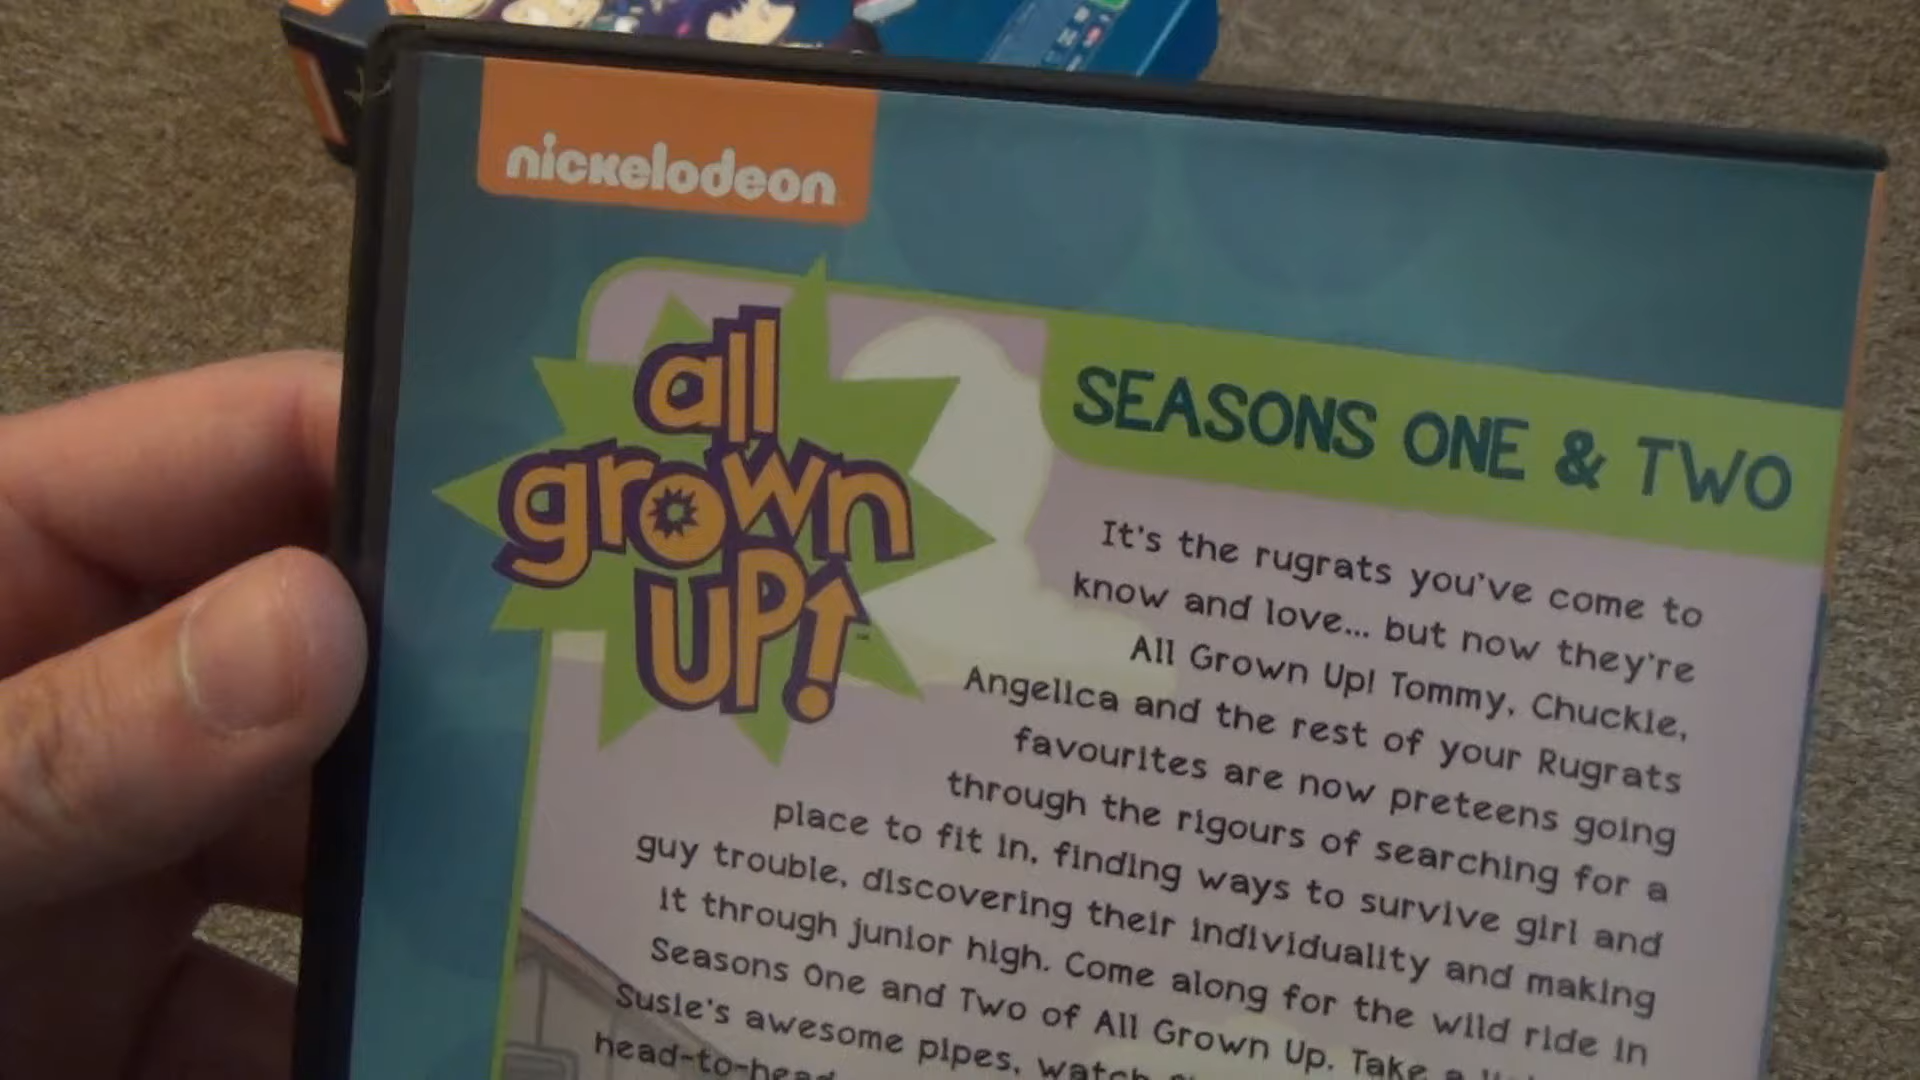 nickelodeon
all
grown
UP!
SEASONS ONE & TWO
It's the rugrats you've come to
know and love... but now they're
All Grown Up! Tommy, Chuckie,
Angelica and the rest of your Rugrats
favourites are now preteens going
through the rigours of searching for a
place to fit in, finding ways to survive girl and
guy trouble, discovering their individuality and making
it through junior high. Come along for the wild ride in
Seasons One and Two of All Grown Up. Take a
Susie's awesome pipes, watch
head-to-head